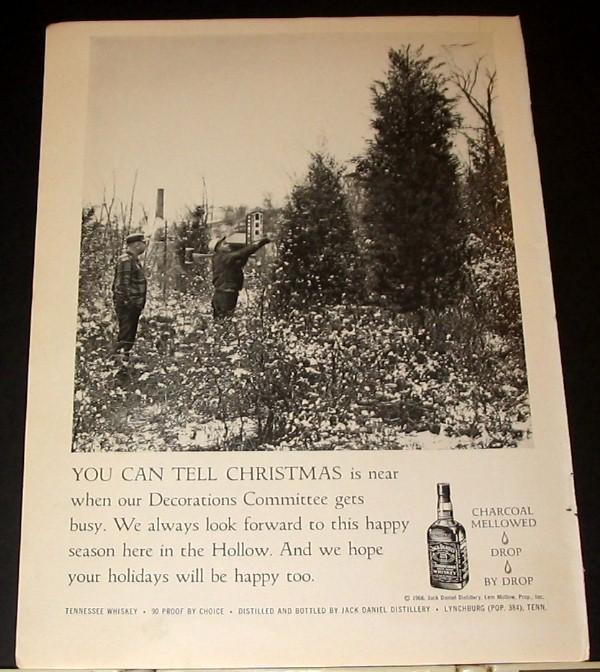 YOU CAN TELL CHRISTMAS is near
when our Decorations Committee gets
busy. We always look forward to this happy
season here in the Hollow. And we hope
your holidays will be happy too.
CHARCOAL
MELLOWED
DROP
BY DROP
© 1966, Jack Daniel Distillery, Lem Motlow, Prop., Inc.
TENNESSEE WHISKEY • 90 PROOF BY CHOICE • DISTILLED AND BOTTLED BY JACK DANIEL DISTILLERY • LYNCHBURG (POP. 384), TENN.